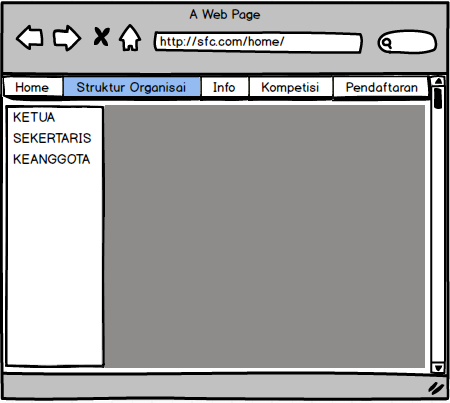 A Web Page
http://sfc.com/home/
Home Struktur Organisai Info Kompetisi Pendaftaran
KETUA
SEKERTARIS
KEANGGOTA